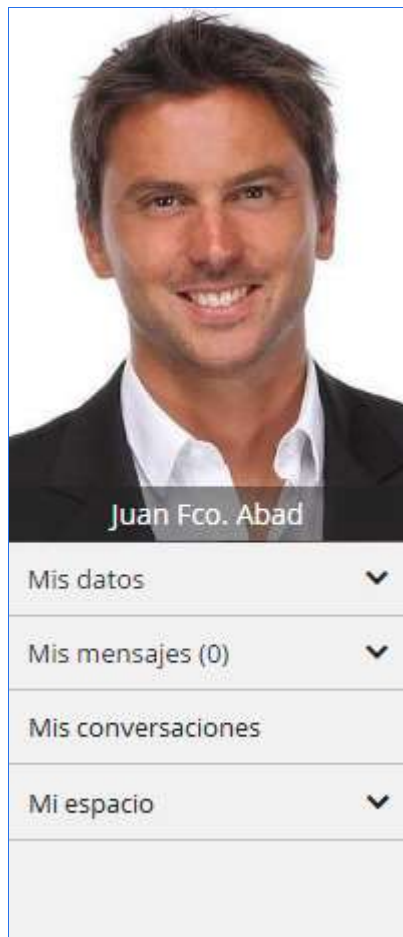 Juan Fco. Abad
Mis datos
Mis mensajes (0)
Mis conversaciones
Mi espacio